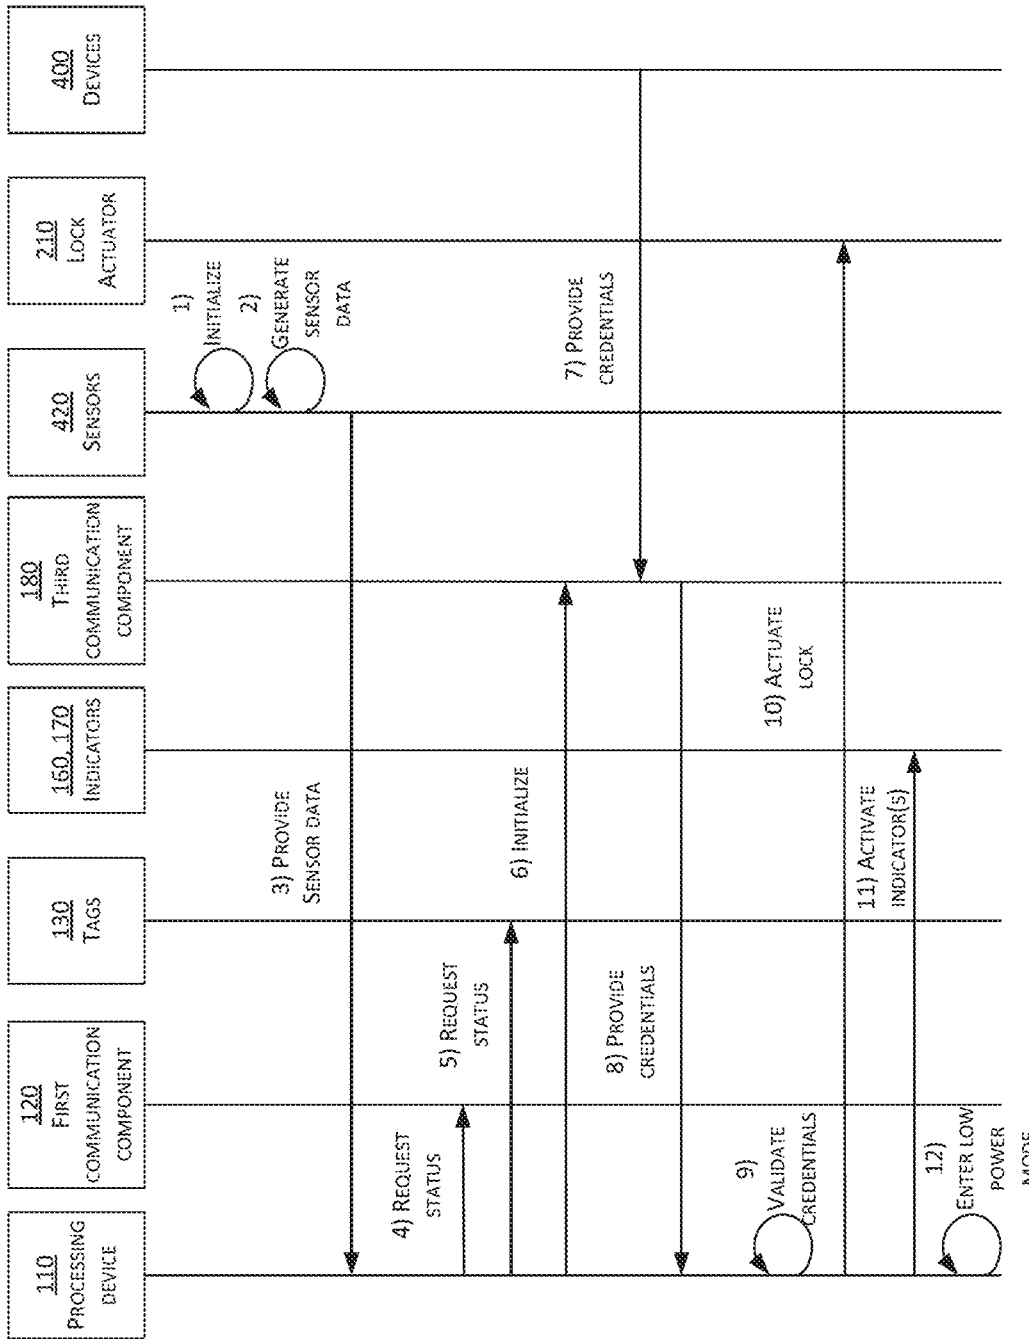 110
PROCESSING
DEVICE
120
FIRST
COMMUNICATION
COMPONENT
130
TAGS
160, 170
INDICATORS
180
THIRD
COMMUNICATION
COMPONENT
420
SENSORS
210
LOCK
ACTUATOR
400
DEVICES
1)
INITIALIZE
2)
GENERATE
SENSOR
DATA
3) PROVIDE
SENSOR DATA
4) REQUEST
STATUS
5) REQUEST
STATUS
6) INITIALIZE
7) PROVIDE
CREDENTIALS
8) PROVIDE
CREDENTIALS
9)
VALIDATE
CREDENTIALS
10) ACTUATE
LOCK
11) ACTIVATE
INDICATOR(S)
12)
ENTER LOW
POWER
MODE